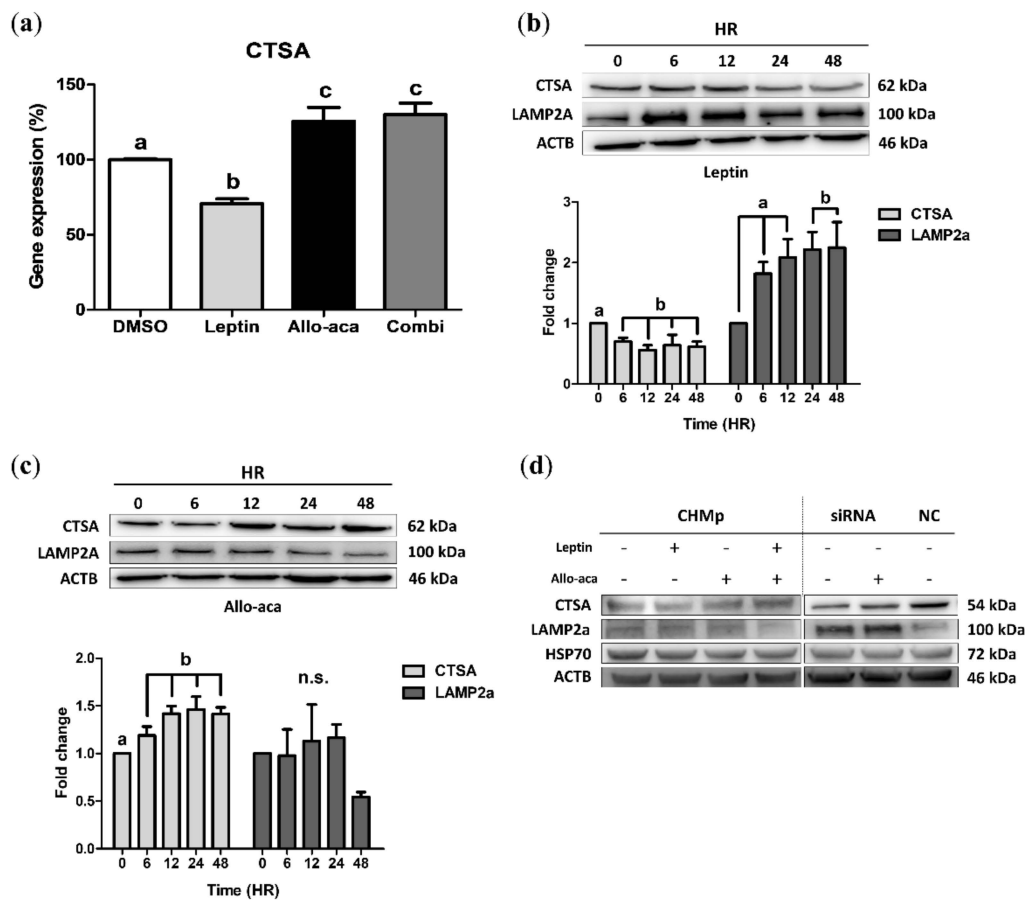 (a)
CTSA
Gene expression (%)
150
100
50
0
a
b
c
c
DMSO Leptin Allo-aca Combi
(b)
HR
0 6 12 24 48
CTSA 62 kDa
LAMP2A 100 kDa
ACTB 46 kDa
Leptin
Fold change
3
2
1
0
a b
a b
CTSA
LAMP2a
0 6 12 24 48 0 6 12 24 48
Time (HR)
(c)
HR
0 6 12 24 48
CTSA 62 kDa
LAMP2A 100 kDa
ACTB 46 kDa
Allo-aca
Fold change
2.0
1.5
1.0
0.5
0.0
a b n.s.
CTSA
LAMP2a
0 6 12 24 48 0 6 12 24 48
Time (HR)
(d)
CHMp siRNA NC
Leptin - + - + - - -
Allo-aca - - + + - + -
CTSA 54 kDa
LAMP2a 100 kDa
HSP70 72 kDa
ACTB 46 kDa